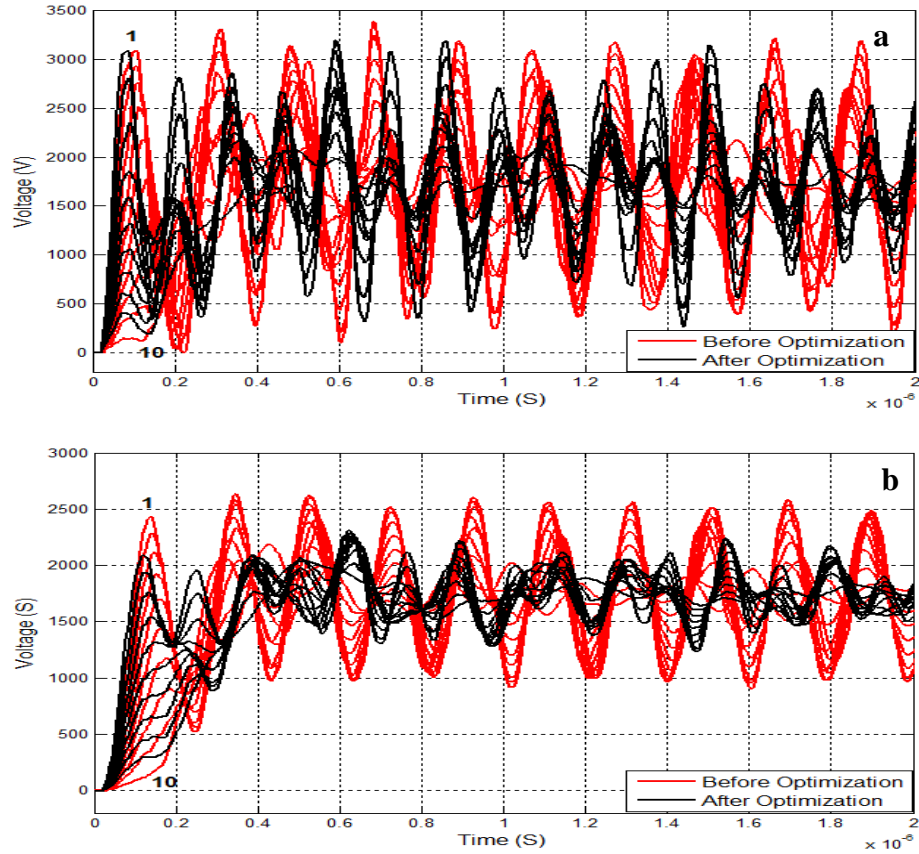 a
3500
3000
2500
2000
1500
1000
500
0
Voltage (V)
1
10
Before Optimization
After Optimization
0 0.2 0.4 0.6 0.8 1 1.2 1.4 1.6 1.8 2
Time (S)
x 10⁻⁶
b
3000
2500
2000
1500
1000
500
0
Voltage (S)
1
10
Before Optimization
After Optimization
0 0.2 0.4 0.6 0.8 1 1.2 1.4 1.6 1.8 2
Time (S)
x 10⁻⁶